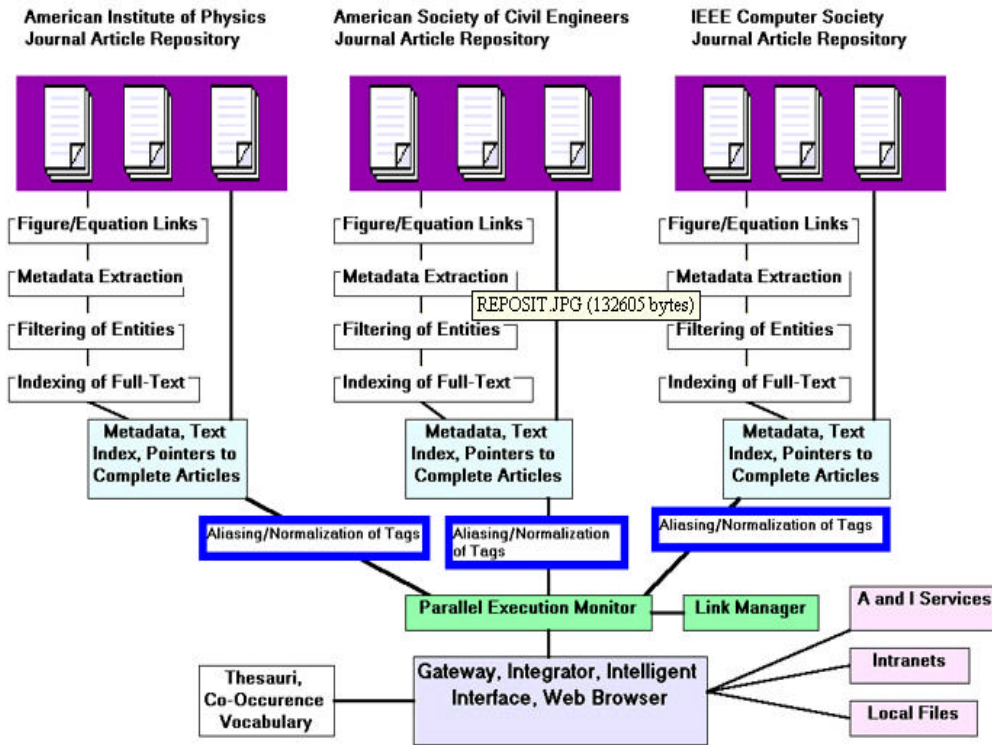 American Institute of Physics
Journal Article Repository
American Society of Civil Engineers
Journal Article Repository
IEEE Computer Society
Journal Article Repository
Figure/Equation Links
Metadata Extraction
Filtering of Entities
Indexing of Full-Text
Metadata, Text
Index, Pointers to
Complete Articles
Aliasing/Normalization of Tags
Figure/Equation Links
Metadata Extraction
Filtering of Entities
Indexing of Full-Text
Metadata, Text
Index, Pointers to
Complete Articles
Aliasing/Normalization
of Tags
Figure/Equation Links
Metadata Extraction
REPOSIT.JPG (132605 bytes)
Filtering of Entities
Indexing of Full-Text
Metadata, Text
Index, Pointers to
Complete Articles
Aliasing/Normalization of Tags
Parallel Execution Monitor
Link Manager
A and I Services
Intranets
Local Files
Gateway, Integrator, Intelligent
Interface, Web Browser
Thesauri,
Co-Occurence
Vocabulary